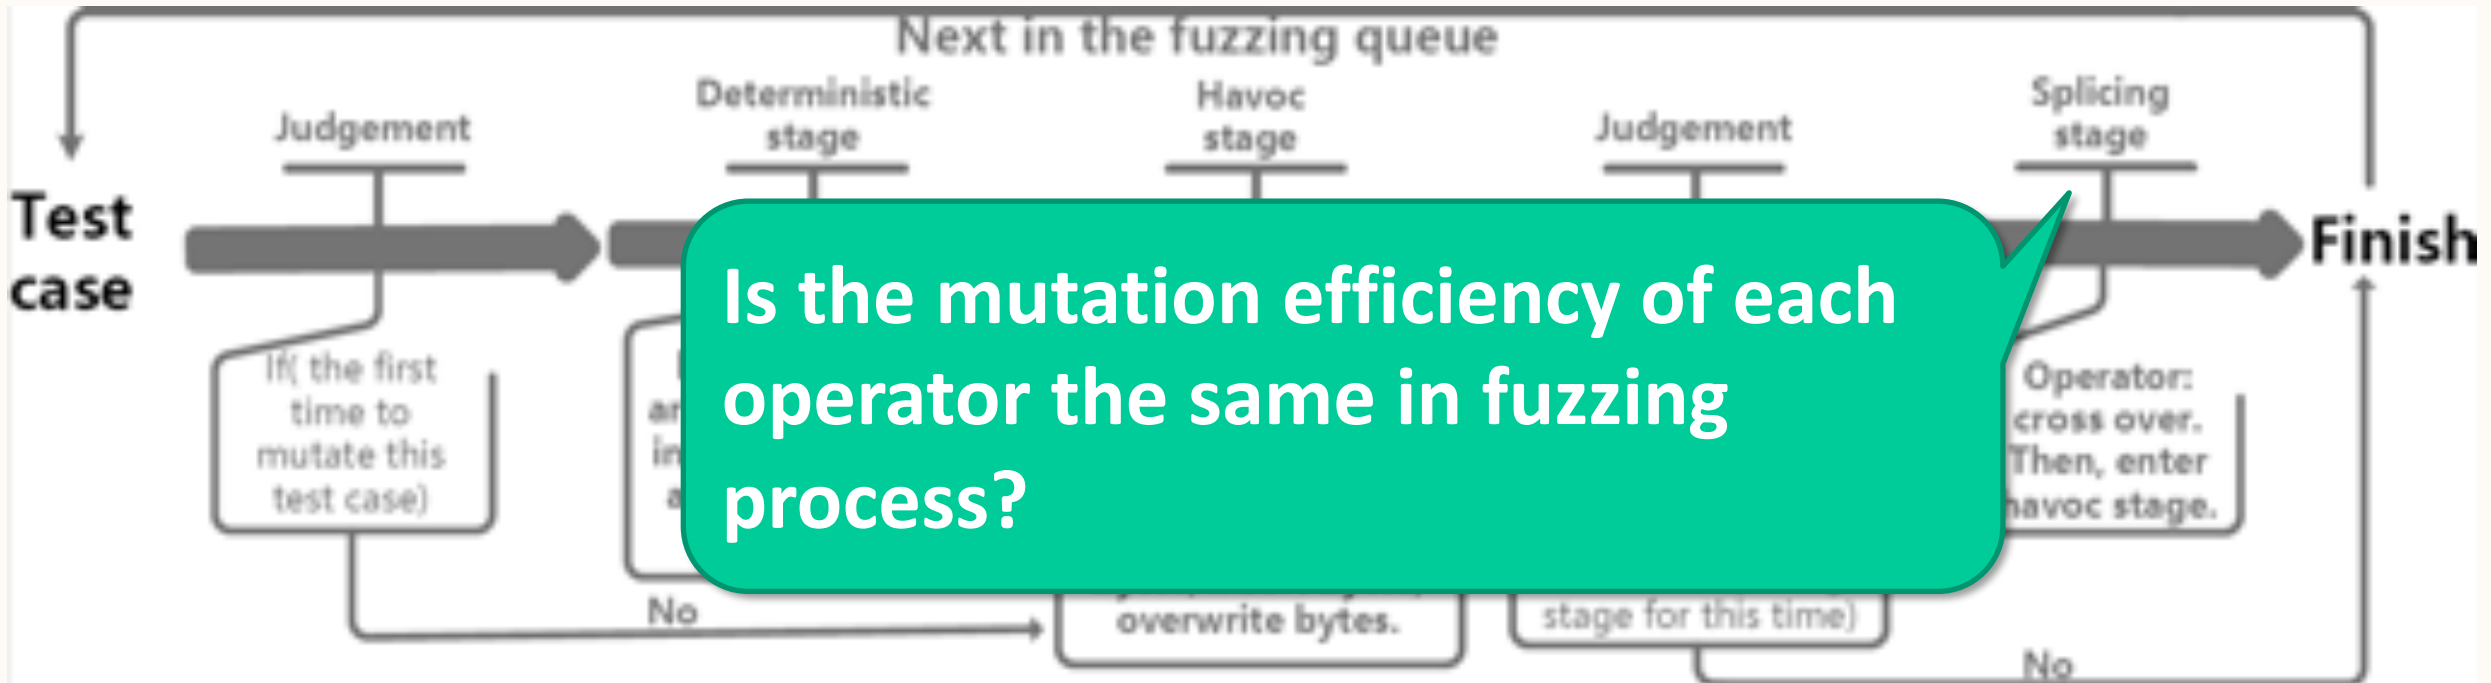 Next in the fuzzing queue
Judgement
Deterministic
stage
Havoc
stage
Judgement
Splicing
stage
Test
case
Finish
If( the first
time to
mutate this
test case)
Is the mutation efficiency of each
operator the same in fuzzing
process?
Operator:
cross over.
Then, enter
havoc stage.
No
overwrite bytes.
stage for this time)
No